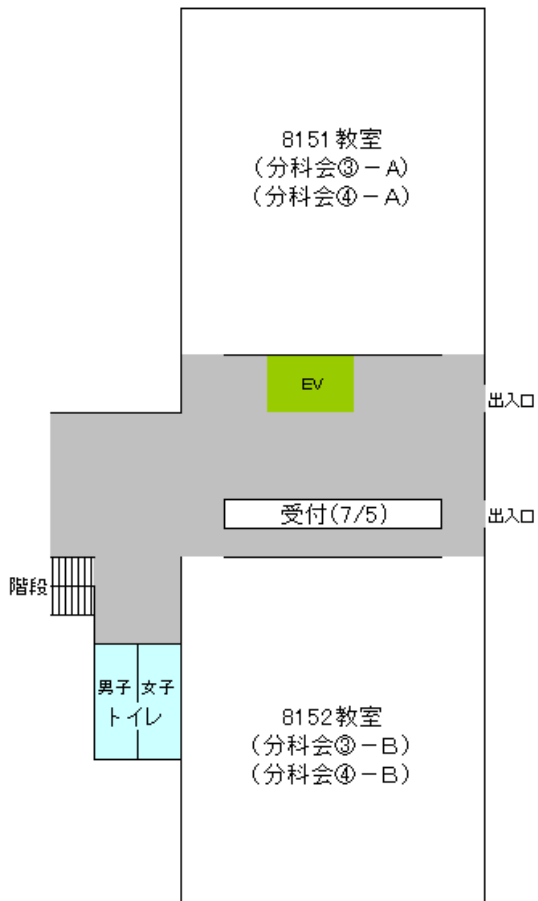 8151教室
(分科会③－A)
(分科会④－A)
EV
出入口
受付(7/5)
出入口
階段
男子
女子
トイレ
8152教室
(分科会③－B)
(分科会④－B)